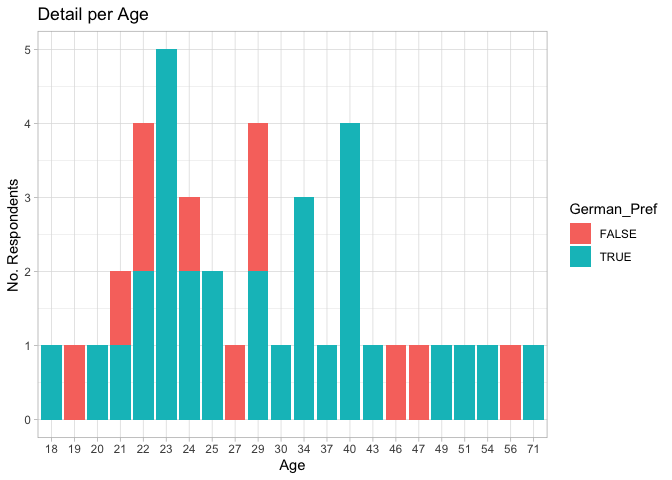 Detail per Age
5
4
3
2
1
0
No. Respondents
18 19 20 21 22 23 24 25 27 29 30 34 37 40 43 46 47 49 51 54 56 71
Age
German_Pref
FALSE
TRUE